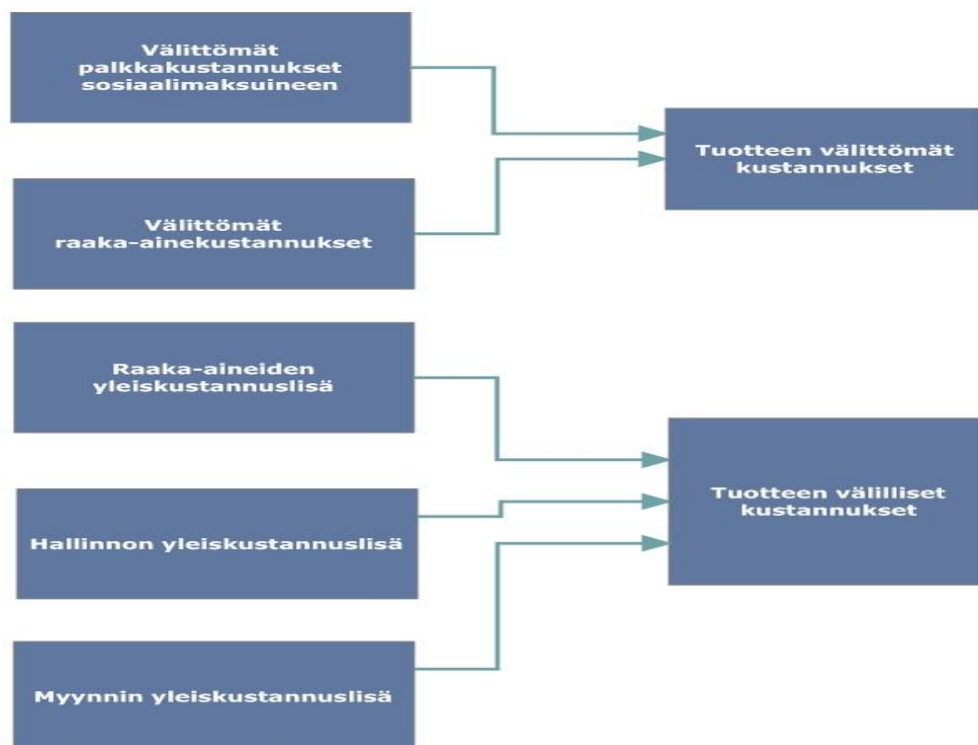 Välittömät
palkkakustannukset
sosiaalimaksuineen
Tuotteen välittömät
kustannukset
Välittömät
raaka-ainekustannukset
Raaka-aineiden
yleiskustannuslisä
Tuotteen välilliset
kustannukset
Hallinnon yleiskustannuslisä
Myynnin yleiskustannuslisä